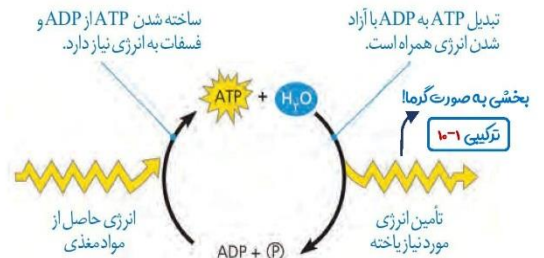 تبدیل ATP به ADP با آزاد
شدن انرژی همراه است.
ساخته شدن ATP از ADP و
فسفات به انرژی نیاز دارد.
بخشی به صورت گرما!
ترکیبی ۱-۱۰
ATP + H₂O
تأمین انرژی
مورد نیاز یاخته
انرژی حاصل از
مواد مغذی
ADP + Ⓟ